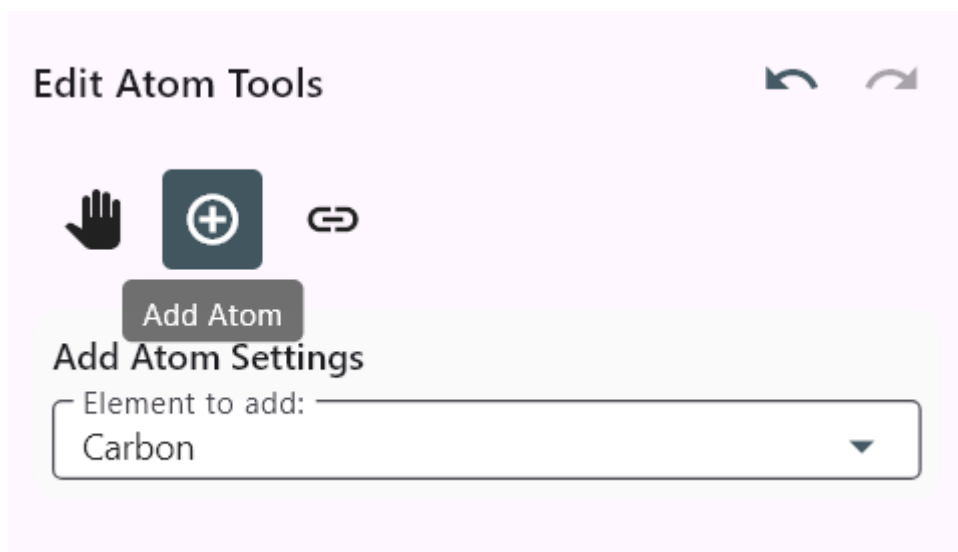 Edit Atom Tools
Add Atom
Add Atom Settings
Element to add:
Carbon